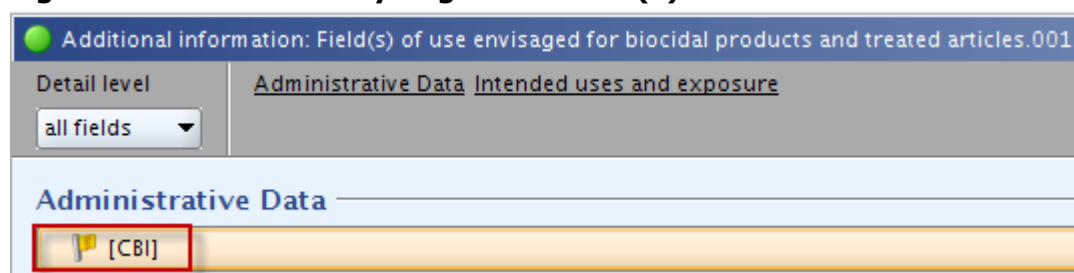 Additional information: Field(s) of use envisaged for biocidal products and treated articles.001
Detail level Administrative Data Intended uses and exposure
all fields
Administrative Data
[CBI]